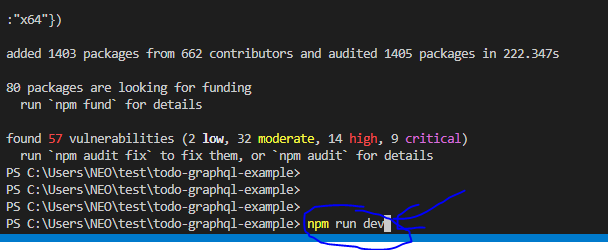 :"x64"})
added 1403 packages from 662 contributors and audited 1405 packages in 222.347s
80 packages are looking for funding
run `npm fund` for details
found 57 vulnerabilities (2 low, 32 moderate, 14 high, 9 critical)
run `npm audit fix` to fix them, or `npm audit` for details
PS C:\Users\NEO\test\todo-graphql-example>
PS C:\Users\NEO\test\todo-graphql-example>
PS C:\Users\NEO\test\todo-graphql-example>
PS C:\Users\NEO\test\todo-graphql-example> npm run dev